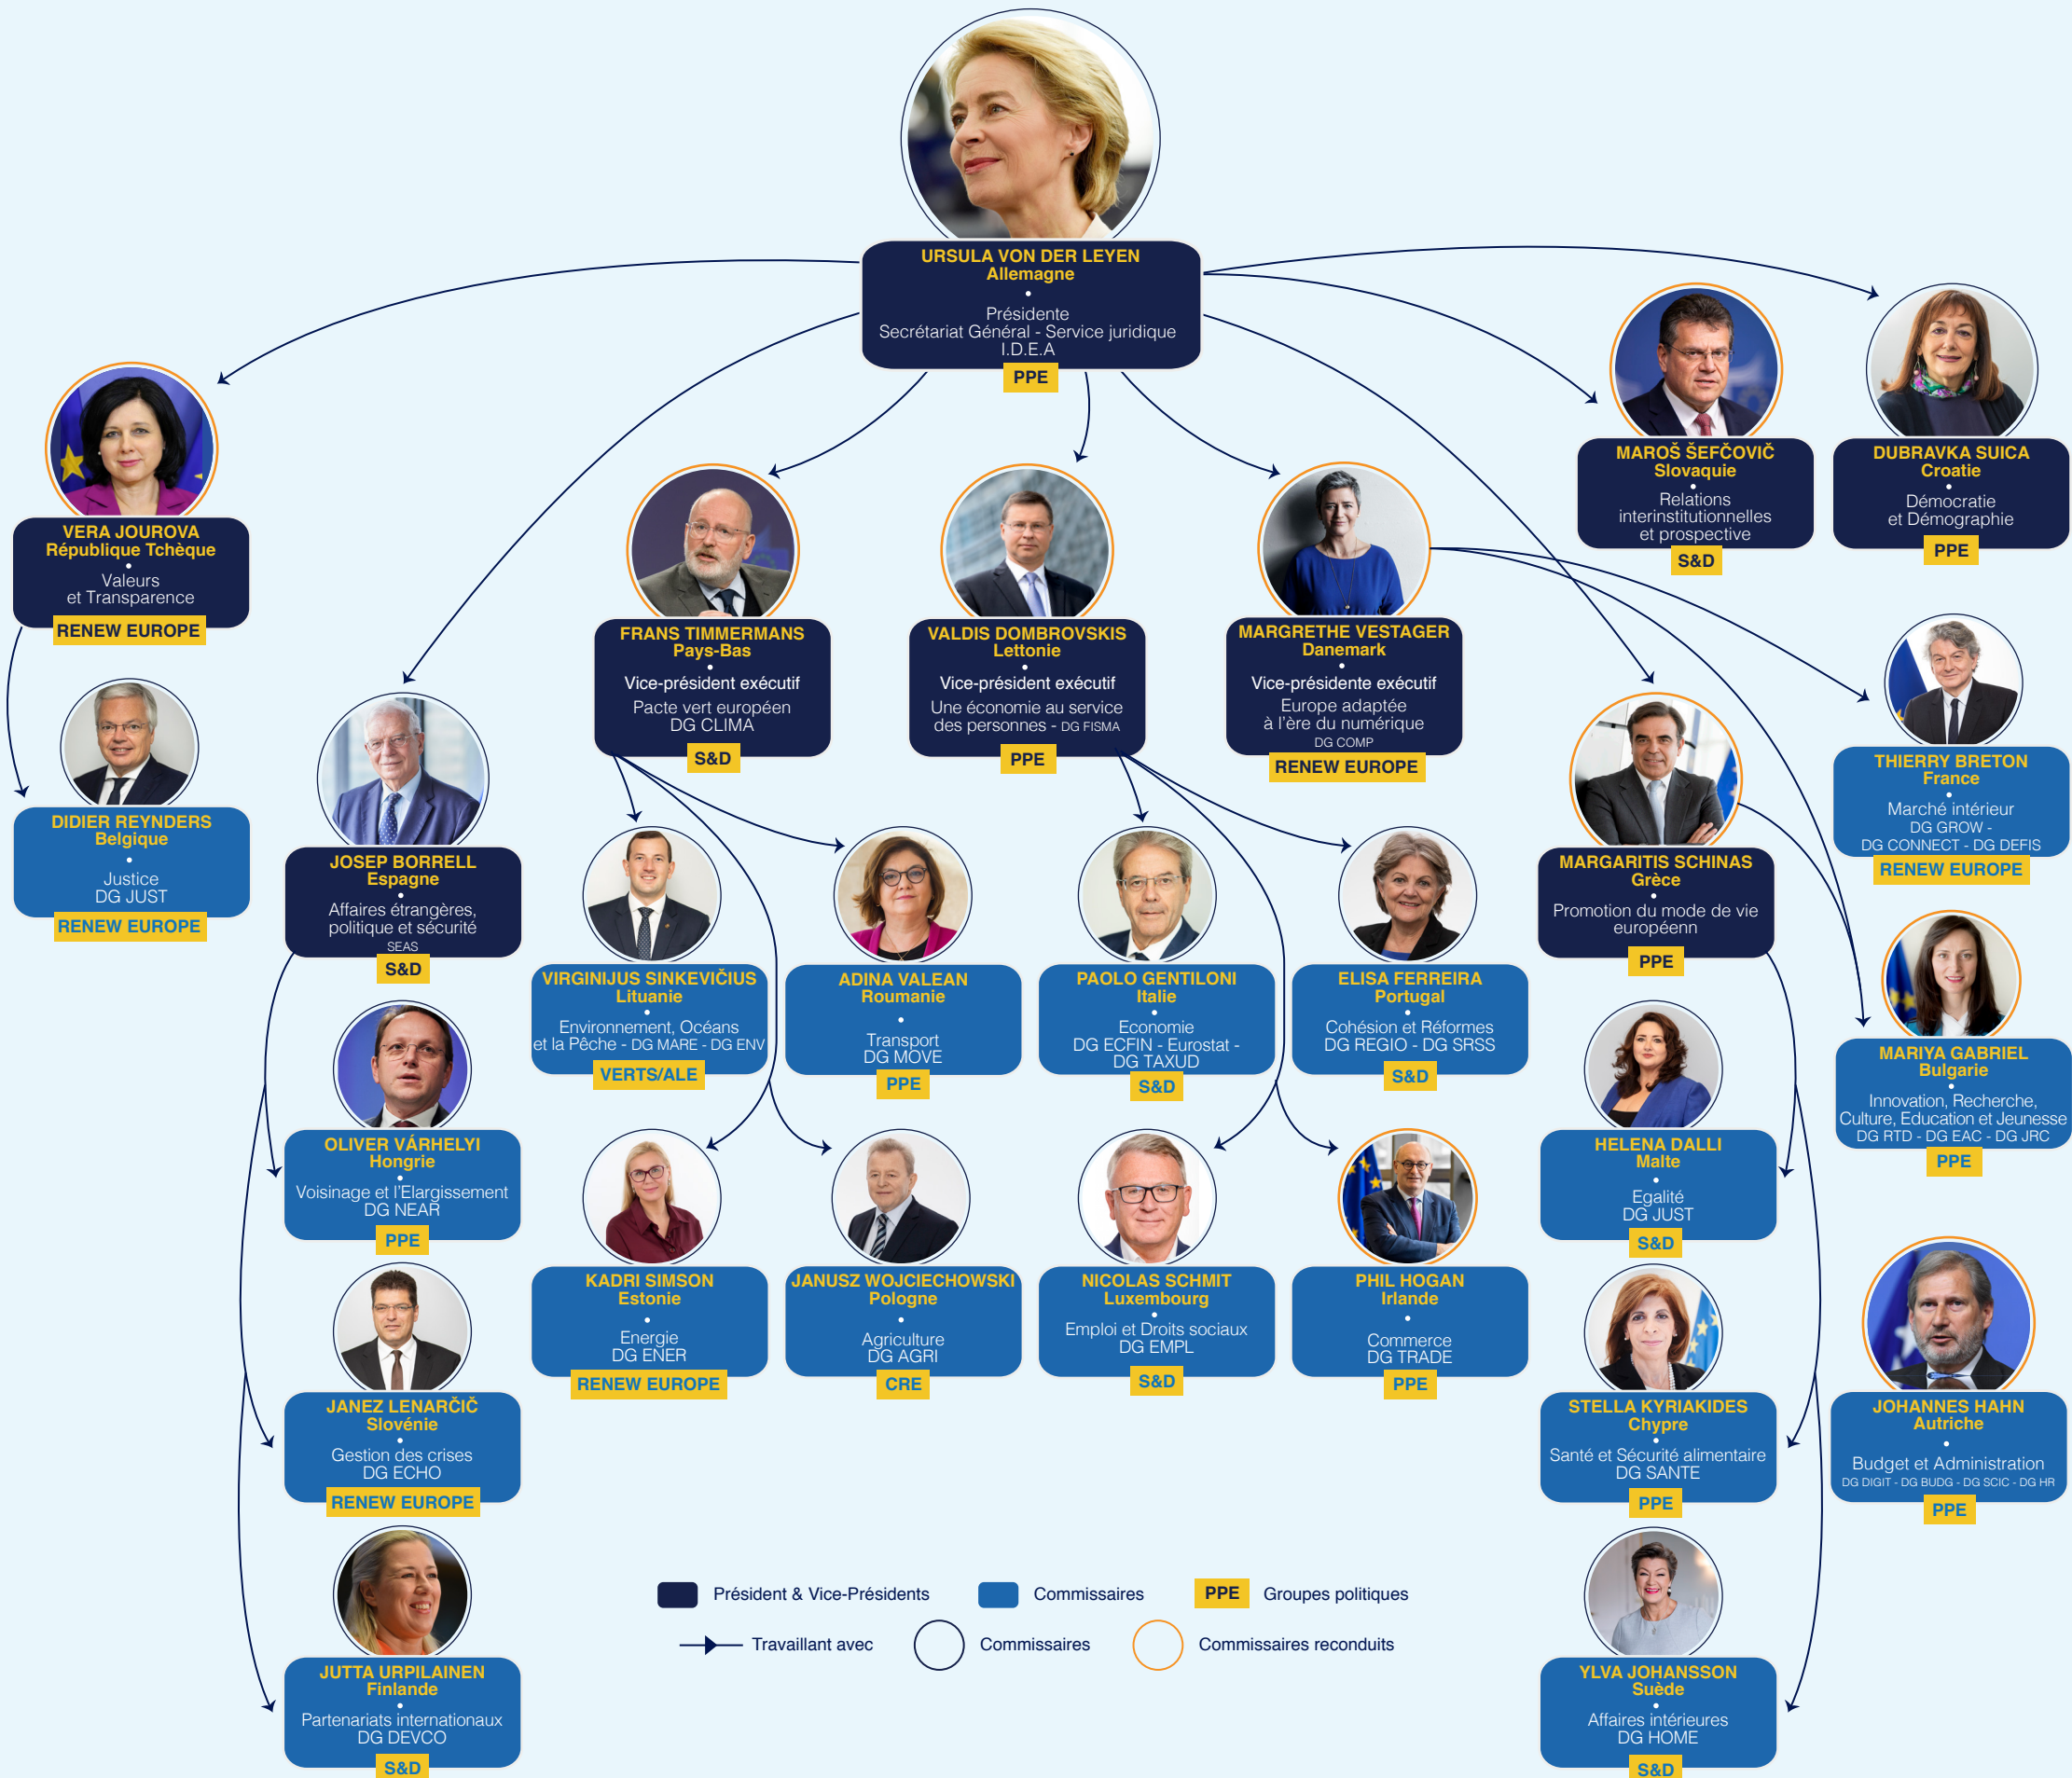 URSULA VON DER LEYEN
Allemagne
•
Présidente
Secrétariat Général - Service juridique
I.D.E.A
PPE
MAROŠ ŠEFČOVIČ
Slovaquie
•
Relations
interinstitutionnelles
et prospective
S&D
DUBRAVKA SUICA
Croatie
•
Démocratie
et Démographie
PPE
VERA JOUROVA
République Tchèque
•
Valeurs
et Transparence
RENEW EUROPE
FRANS TIMMERMANS
Pays-Bas
•
Vice-président exécutif
Pacte vert européen
DG CLIMA
S&D
VALDIS DOMBROVSKIS
Lettonie
•
Vice-président exécutif
Une économie au service
des personnes - DG FISMA
PPE
MARGRETHE VESTAGER
Danemark
•
Vice-présidente exécutif
Europe adaptée
à l'ère du numérique
DG COMP
RENEW EUROPE
THIERRY BRETON
France
•
Marché intérieur
DG GROW -
DG CONNECT - DG DEFIS
RENEW EUROPE
DIDIER REYNDERS
Belgique
•
Justice
DG JUST
RENEW EUROPE
JOSEP BORRELL
Espagne
•
Affaires étrangères,
politique et sécurité
SEAS
S&D
MARGARITIS SCHINAS
Grèce
•
Promotion du mode de vie
européenn
PPE
VIRGINIJUS SINKEVIČIUS
Lituanie
•
Environnement, Océans
et la Pêche - DG MARE - DG ENV
VERTS/ALE
ADINA VALEAN
Roumanie
•
Transport
DG MOVE
PPE
PAOLO GENTILONI
Italie
•
Economie
DG ECFIN - Eurostat -
DG TAXUD
S&D
ELISA FERREIRA
Portugal
•
Cohésion et Réformes
DG REGIO - DG SRSS
S&D
MARIYA GABRIEL
Bulgarie
•
Innovation, Recherche,
Culture, Education et Jeunesse
DG RTD - DG EAC - DG JRC
PPE
OLIVER VÁRHELYI
Hongrie
•
Voisinage et l'Elargissement
DG NEAR
PPE
HELENA DALLI
Malte
•
Egalité
DG JUST
S&D
KADRI SIMSON
Estonie
•
Energie
DG ENER
RENEW EUROPE
JANUSZ WOJCIECHOWSKI
Pologne
•
Agriculture
DG AGRI
CRE
NICOLAS SCHMIT
Luxembourg
•
Emploi et Droits sociaux
DG EMPL
S&D
PHIL HOGAN
Irlande
•
Commerce
DG TRADE
PPE
JANEZ LENARČIČ
Slovénie
•
Gestion des crises
DG ECHO
RENEW EUROPE
STELLA KYRIAKIDES
Chypre
•
Santé et Sécurité alimentaire
DG SANTE
PPE
JOHANNES HAHN
Autriche
•
Budget et Administration
DG DIGIT - DG BUDG - DG SCIC - DG HR
PPE
JUTTA URPILAINEN
Finlande
•
Partenariats internationaux
DG DEVCO
S&D
YLVA JOHANSSON
Suède
•
Affaires intérieures
DG HOME
S&D
Président & Vice-Présidents
Commissaires
PPE Groupes politiques
Travaillant avec
Commissaires
Commissaires reconduits